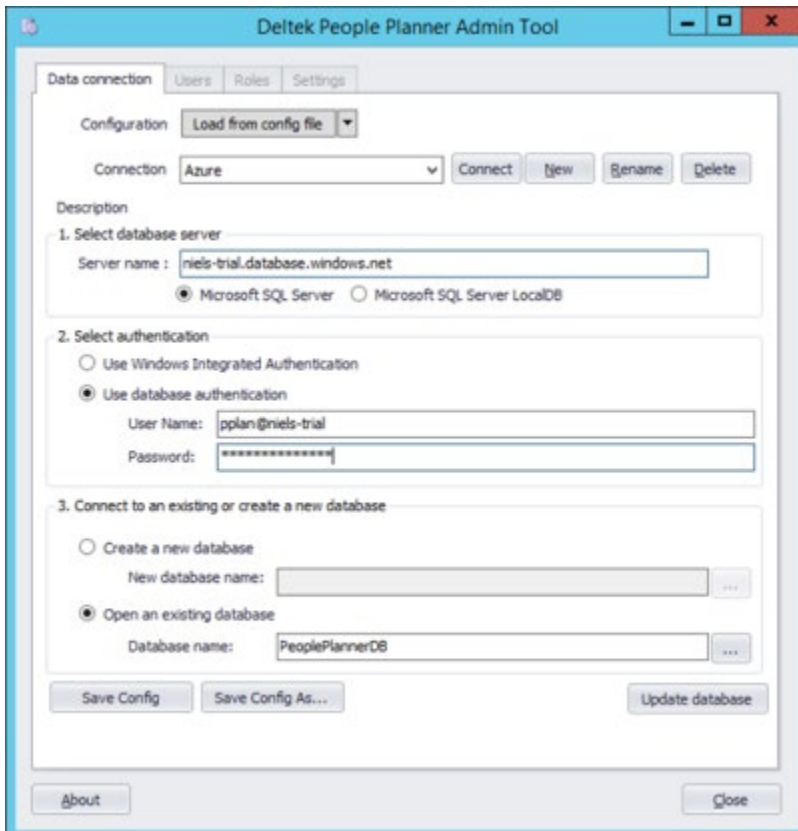 Deltek People Planner Admin Tool
Data connection Users Roles Settings
Configuration Load from config file
Connection Azure Connect New Rename Delete
Description
1. Select database server
Server name : niels-trial.database.windows.net
Microsoft SQL Server Microsoft SQL Server LocalDB
2. Select authentication
Use Windows Integrated Authentication
Use database authentication
User Name: pplan@niels-trial
Password: **************
3. Connect to an existing or create a new database
Create a new database
New database name: ...
Open an existing database
Database name: PeoplePlannerDB ...
Save Config Save Config As... Update database
About Close